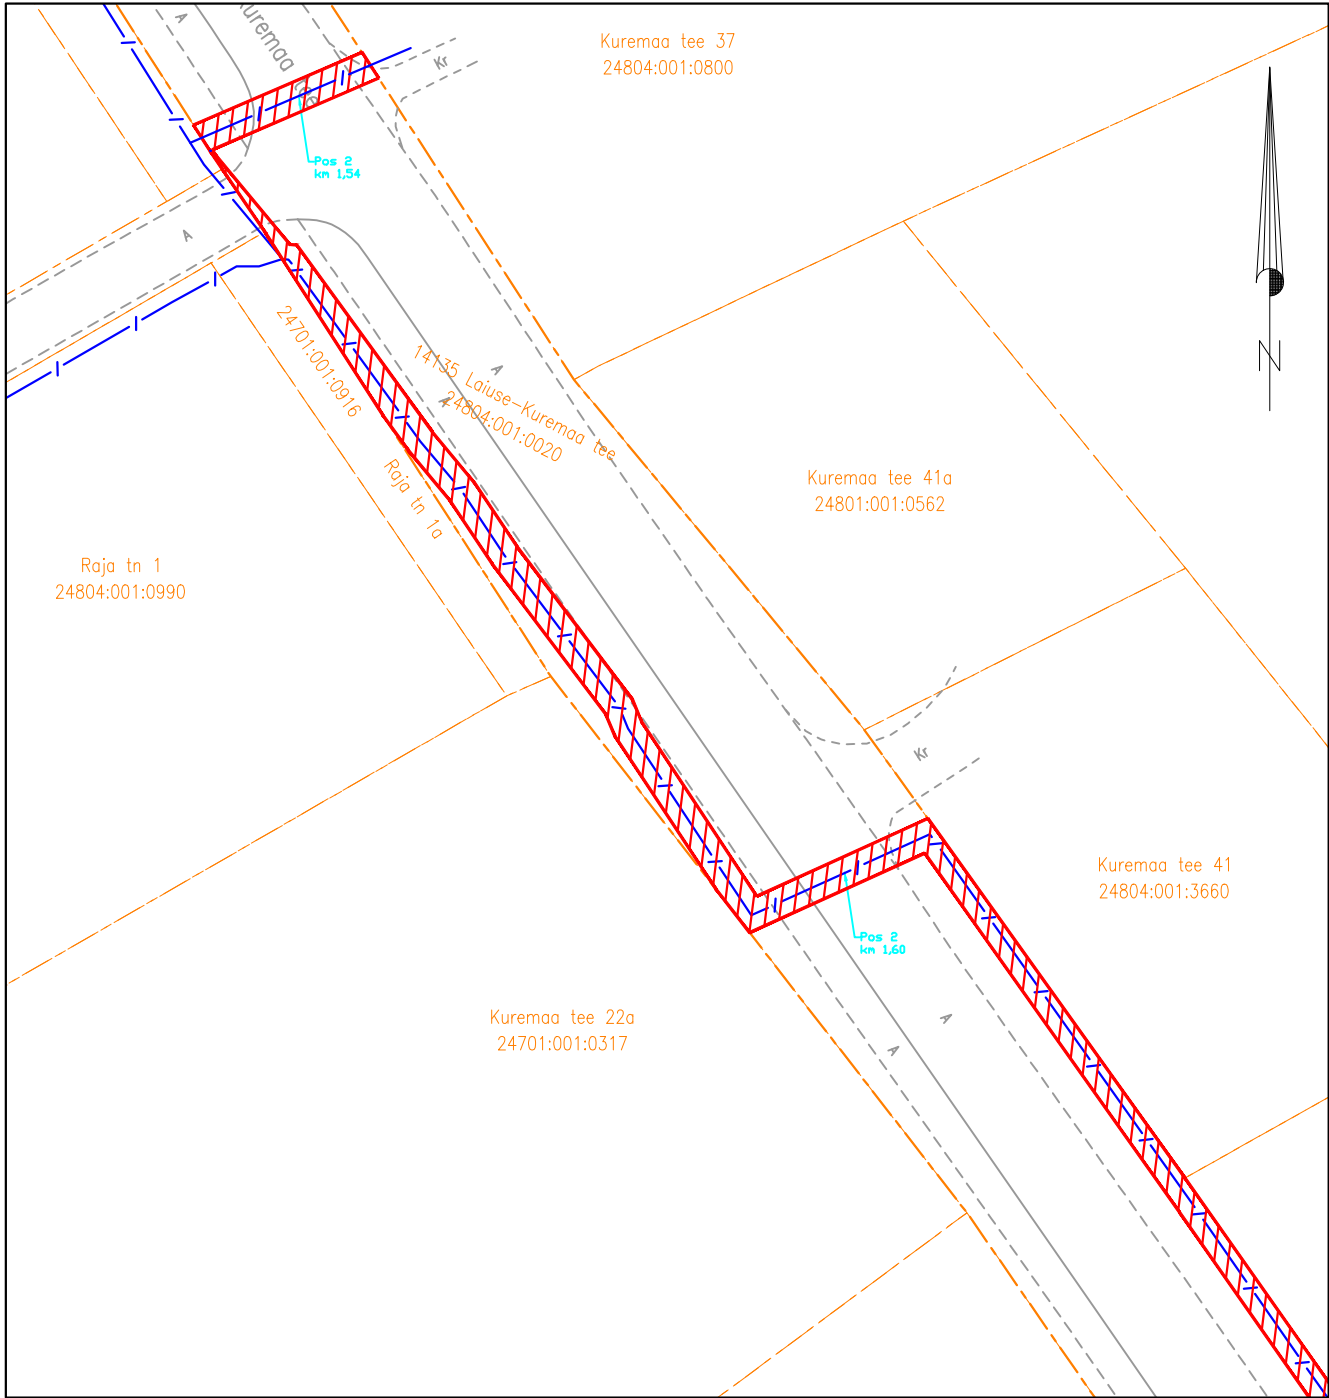 Kuremaa tee 37
24804:001:0800
Kuremaa tee
A
Kr
Pos 2
km 1,54
A
24701:001:0916
14135 Laiuse-Kuremaa tee
24804:001:0020
A
A
N
Raja tn 1a
Kuremaa tee 41a
24801:001:0562
Raja tn 1
24804:001:0990
Kr
Kuremaa tee 41
24804:001:3660
Pos 2
km 1,60
Kuremaa tee 22a
24701:001:0317
A
A